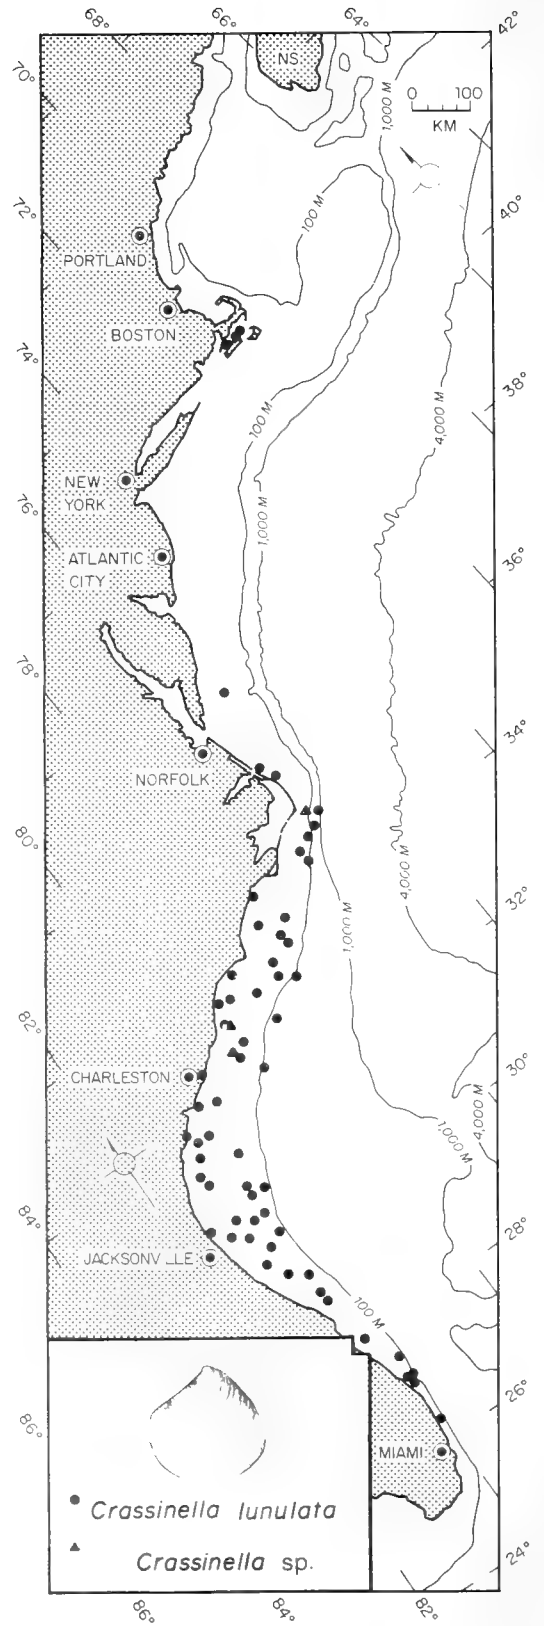 68°
66°
64°
42°
70°
NS
0 100
KM
1,000 M
72°
100 M
40°
PORTLAND
BOSTON
74°
38°
100 M
4,000 M
NEW
YORK
76°
1,000 M
ATLANTIC
CITY
36°
78°
34°
NORFOLK
80°
4,000 M
32°
1,000 M
82°
30°
CHARLESTON
4,000 M
1,000 M
84°
28°
JACKSONV_LLE
100 M
26°
86°
MIAMI
Crassinella lunulata
Crassinella sp.
24°
86°
84°
82°